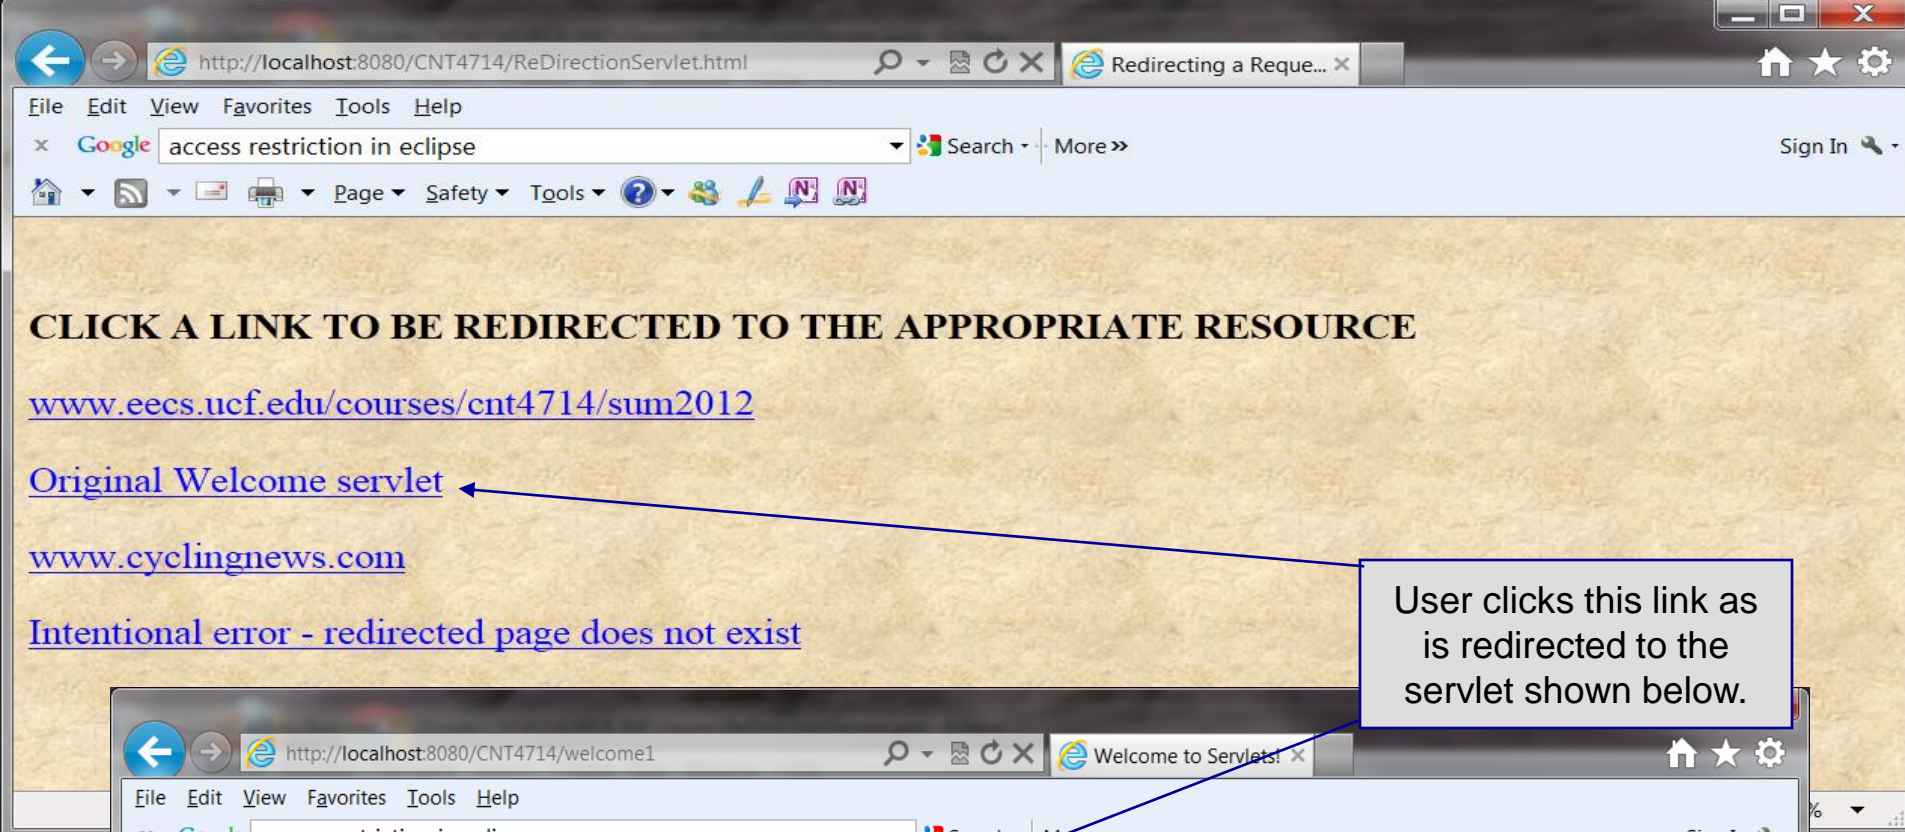 http://localhost:8080/CNT4714/ReDirectionServlet.html
Redirecting a Reque...
File Edit View Favorites Tools Help
x Google access restriction in eclipse Search More »
Sign In
Page Safety Tools
CLICK A LINK TO BE REDIRECTED TO THE APPROPRIATE RESOURCE
www.eecs.ucf.edu/courses/cnt4714/sum2012
Original Welcome servlet
www.cyclingnews.com
Intentional error - redirected page does not exist
User clicks this link as
is redirected to the
servlet shown below.
http://localhost:8080/CNT4714/welcome1
Welcome to Servlets!
File Edit View Favorites Tools Help
%